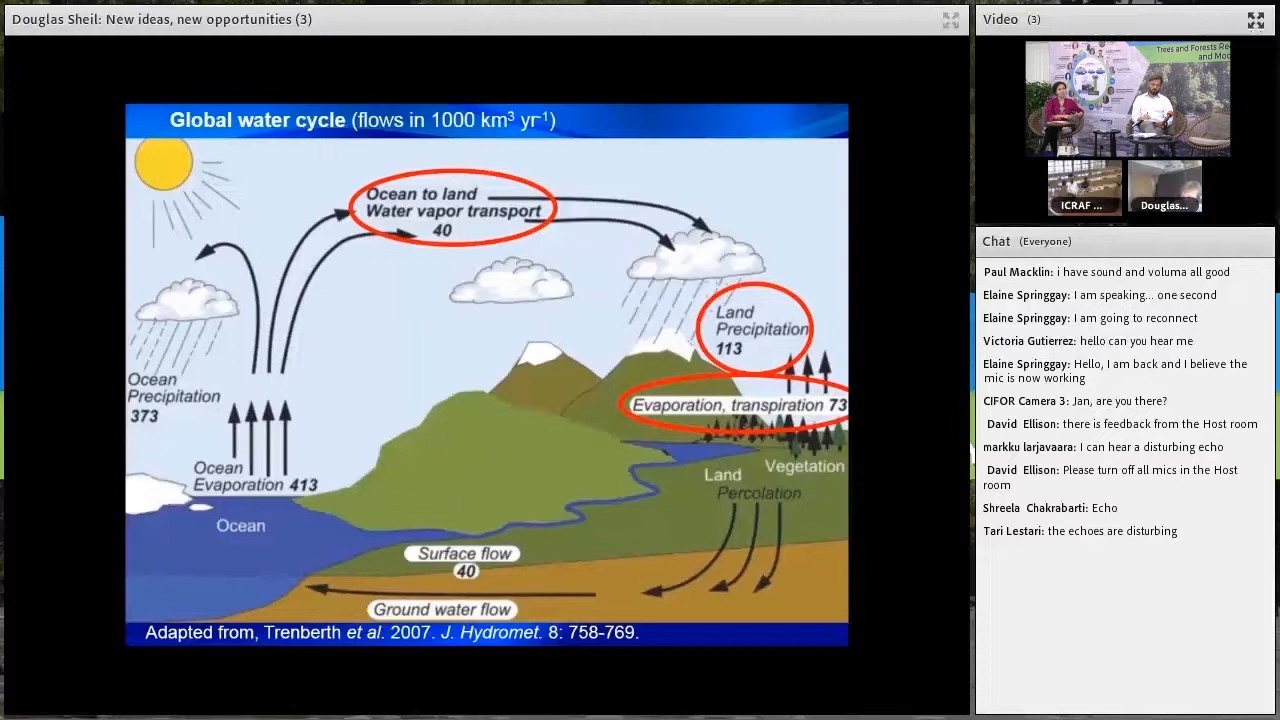 Douglas Sheil: New ideas, new opportunities (3)
Global water cycle (flows in 1000 km³ yr⁻¹)
Ocean to land
Water vapor transport
40
Land
Precipitation
113
Ocean
Precipitation
373
Evaporation, transpiration 73
Ocean
Evaporation 413
Ocean
Land
Vegetation
Percolation
Surface flow
40
Ground water flow
Adapted from, Trenberth et al. 2007. J. Hydromet. 8: 758-769.
Video (3)
Trees and Forests Re
and Moo
ICRAF ...
Douglas...
Chat (Everyone)
Paul Macklin: i have sound and voluma all good
Elaine Springgay: I am speaking... one second
Elaine Springgay: I am going to reconnect
Victoria Gutierrez: hello can you hear me
Elaine Springgay: Hello, I am back and I believe the
mic is now working
CIFOR Camera 3: Jan, are you there?
David Ellison: there is feedback from the Host room
markku larjavaara: I can hear a disturbing echo
David Ellison: Please turn off all mics in the Host
room
Shreela Chakrabarti: Echo
Tari Lestari: the echoes are disturbing